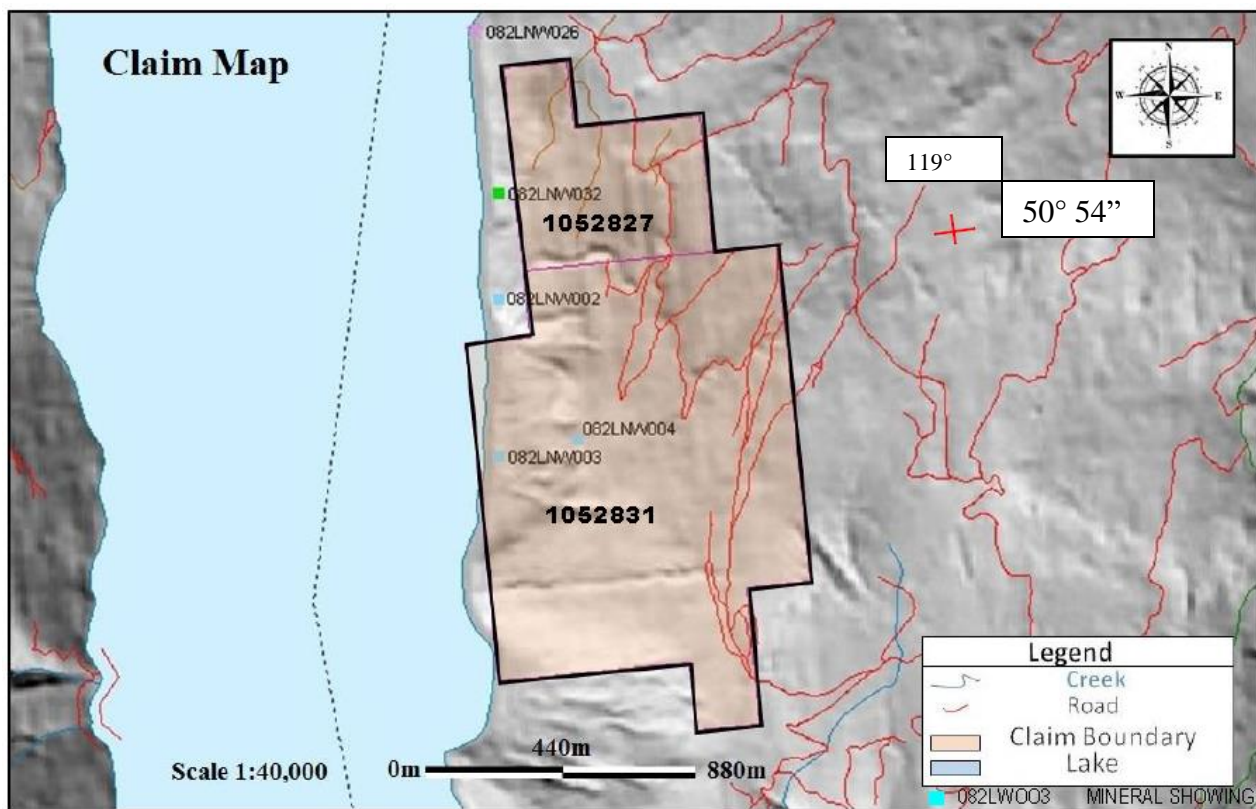 082LNW026
Claim Map
N
W E
S
119°
50° 54”
082LNW032
1052827
082LNW002
082LNW004
082LNW003
1052831
Legend
Creek
Road
Claim Boundary
Lake
082LWOO3 MINERAL SHOWING
440m
Scale 1:40,000 0m 880m